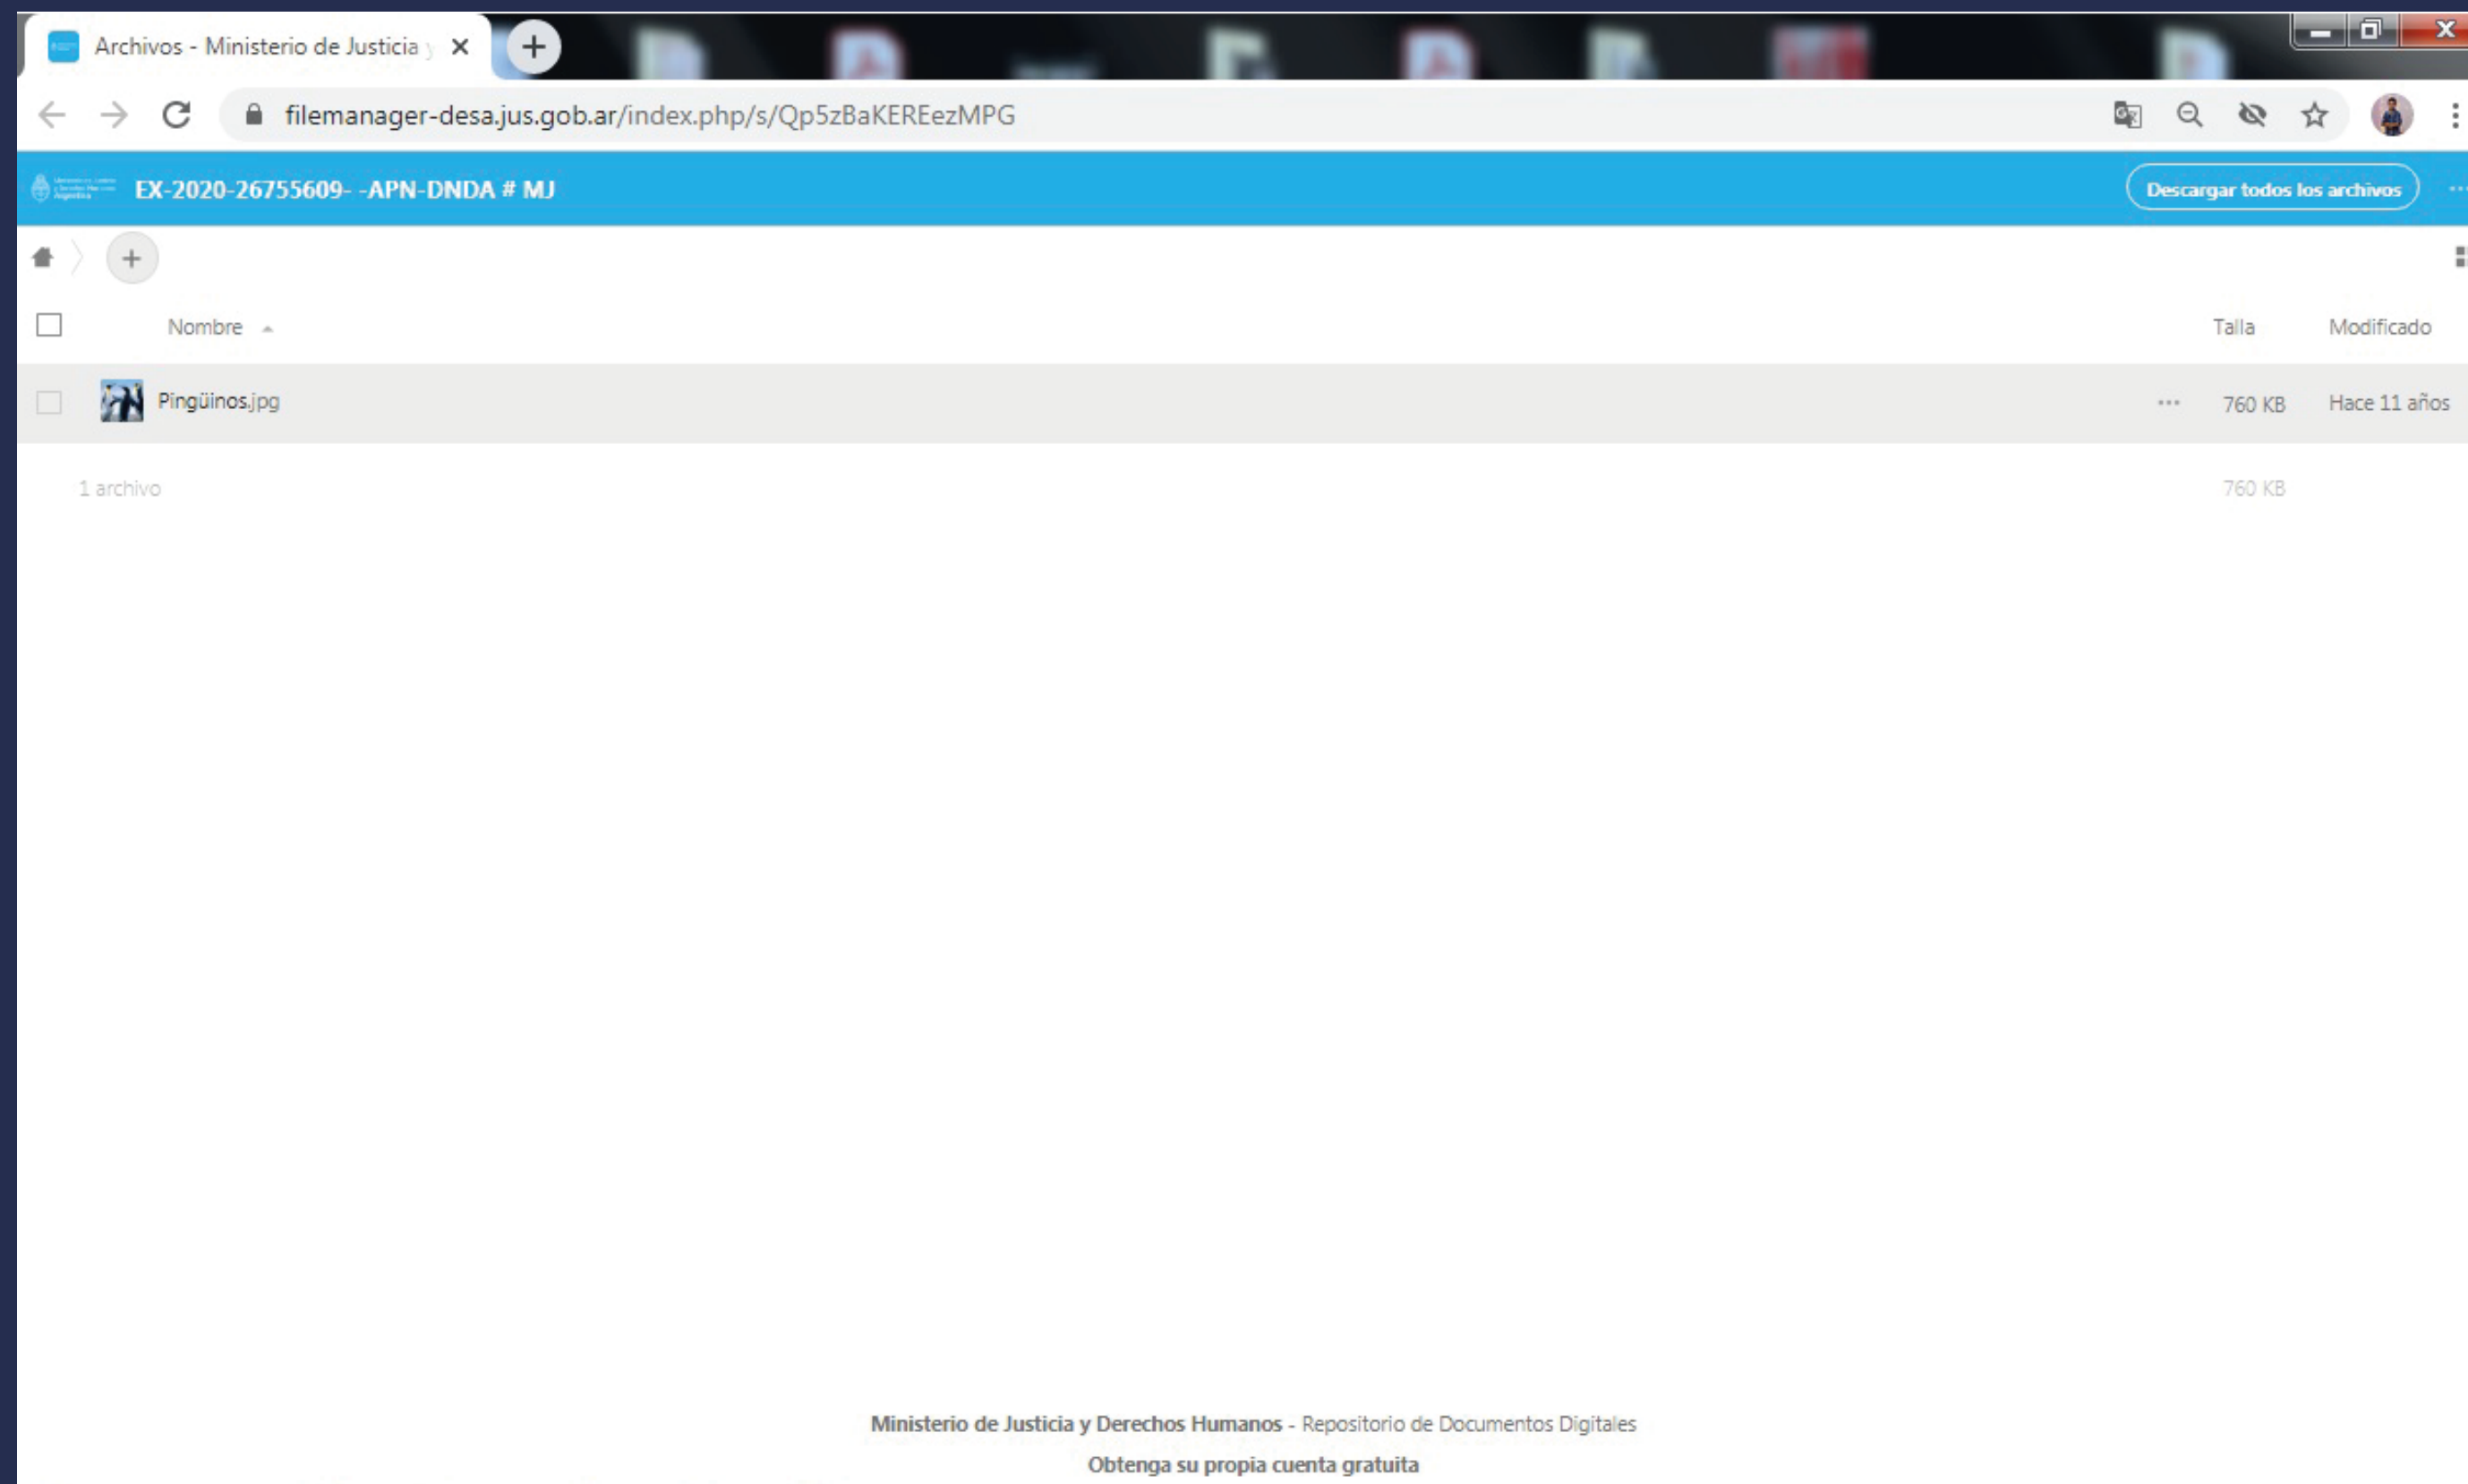 Archivos - Ministerio de Justicia y
filemanager-desa.jus.gob.ar/index.php/s/Qp5zBaKEREezMPG
Argentina
EX-2020-26755609- -APN-DNDA # MJ
Descargar todos los archivos
Nombre
Talla
Modificado
Pingüinos.jpg
760 KB
Hace 11 años
1 archivo
760 KB
Ministerio de Justicia y Derechos Humanos - Repositorio de Documentos Digitales
Obtenga su propia cuenta gratuita